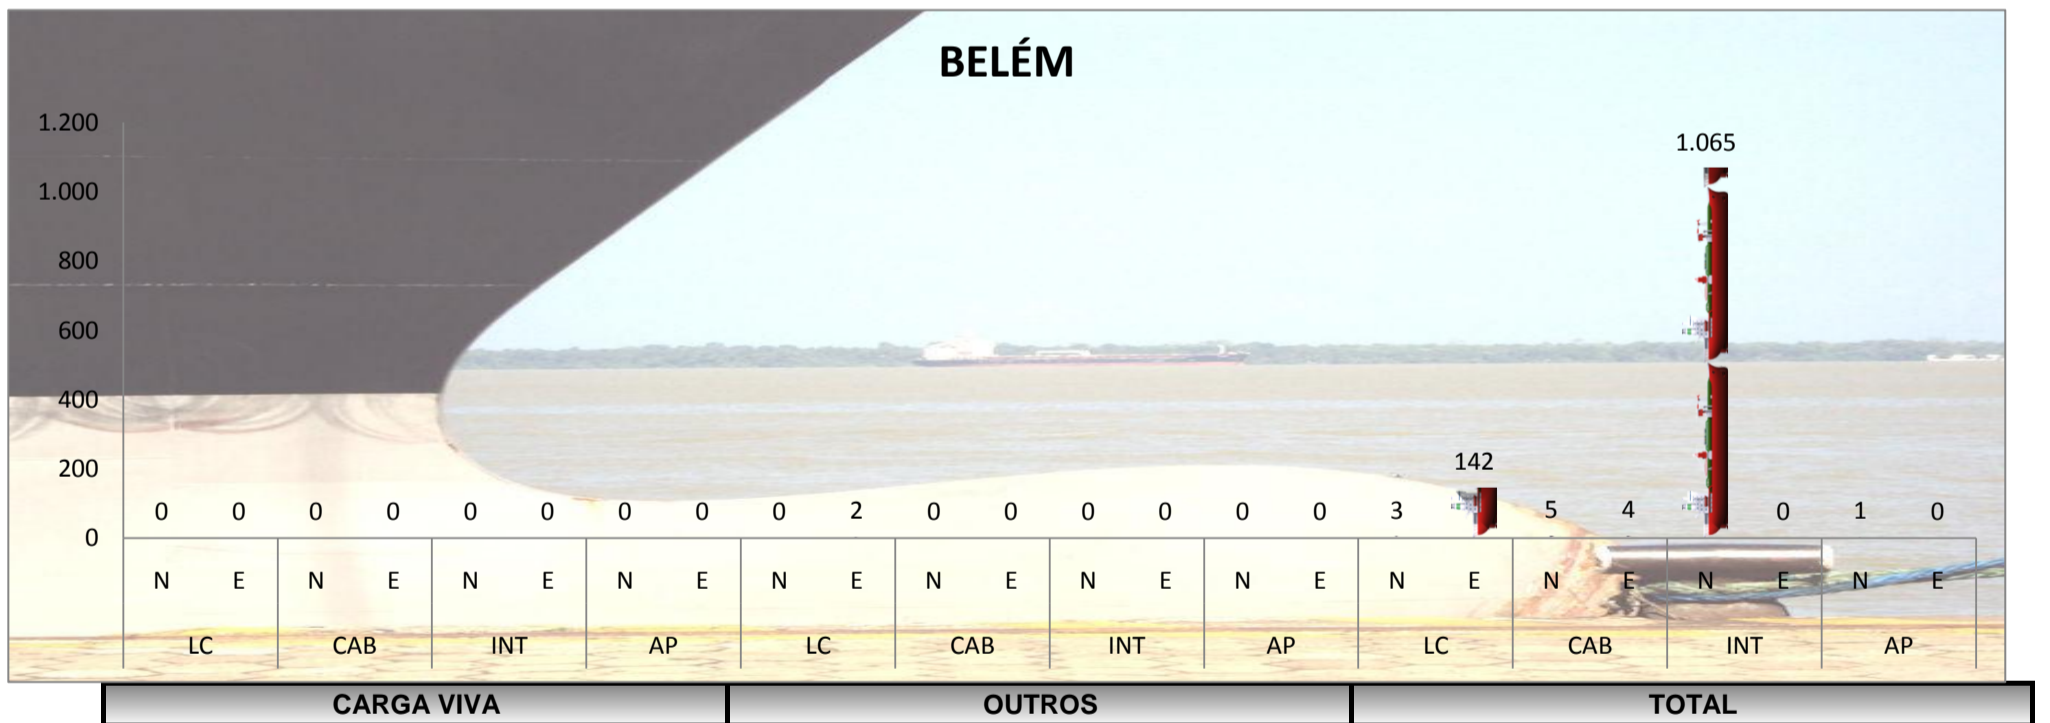 BELÉM
1.200
1.000
800
600
400
200
0
1.065
142
0 0 0 0 0 0 0 0 0 2 0 0 0 0 0 0 3 5 4 0 1 0
N E N E N E N E N E N E N E N E N E N E N E N E
LC CAB INT AP LC CAB INT AP LC CAB INT AP
CARGA VIVA OUTROS TOTAL